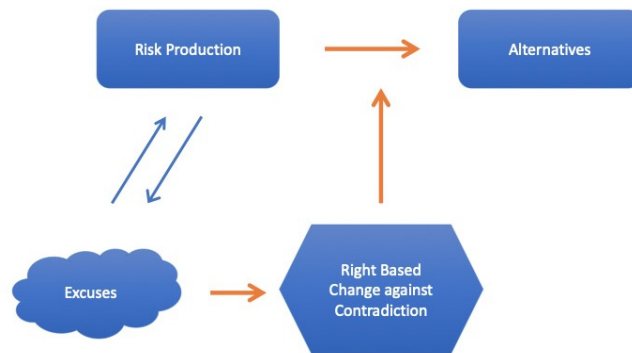 Risk Production
Alternatives
Excuses
Right Based
Change against
Contradiction